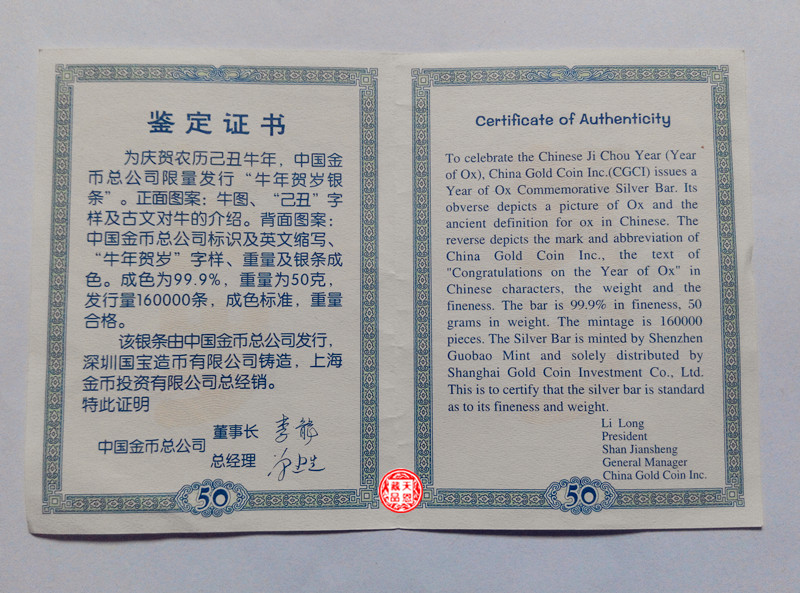 鉴定证书
为庆贺农历己丑牛年，中国金
币总公司限量发行“牛年贺岁银
条”。正面图案：牛图、“己丑”字
样及古文对牛的介绍。背面图案：
中国金币总公司标识及英文缩写、
“牛年贺岁”字样、重量及银条成
色。成色为99.9%，重量为50克，
发行量160000条，成色标准，重量
合格。
该银条由中国金币总公司发行，
深圳国宝造币有限公司铸造，上海
金币投资有限公司总经销。
特此证明
中国金币总公司
董事长
总经理
50
Certificate of Authenticity
To celebrate the Chinese Ji Chou Year (Year
of Ox), China Gold Coin Inc.(CGCI) issues a
Year of Ox Commemorative Silver Bar. Its
obverse depicts a picture of Ox and the
ancient definition for ox in Chinese. The
reverse depicts the mark and abbreviation of
China Gold Coin Inc., the text of
"Congratulations on the Year of Ox" in
Chinese characters, the weight and the
fineness. The bar is 99.9% in fineness, 50
grams in weight. The mintage is 160000
pieces. The Silver Bar is minted by Shenzhen
Guobao Mint and solely distributed by
Shanghai Gold Coin Investment Co., Ltd.
This is to certify that the silver bar is standard
as to its fineness and weight.
Li Long
President
Shan Jiansheng
General Manager
China Gold Coin Inc.
50
天恩
藏品